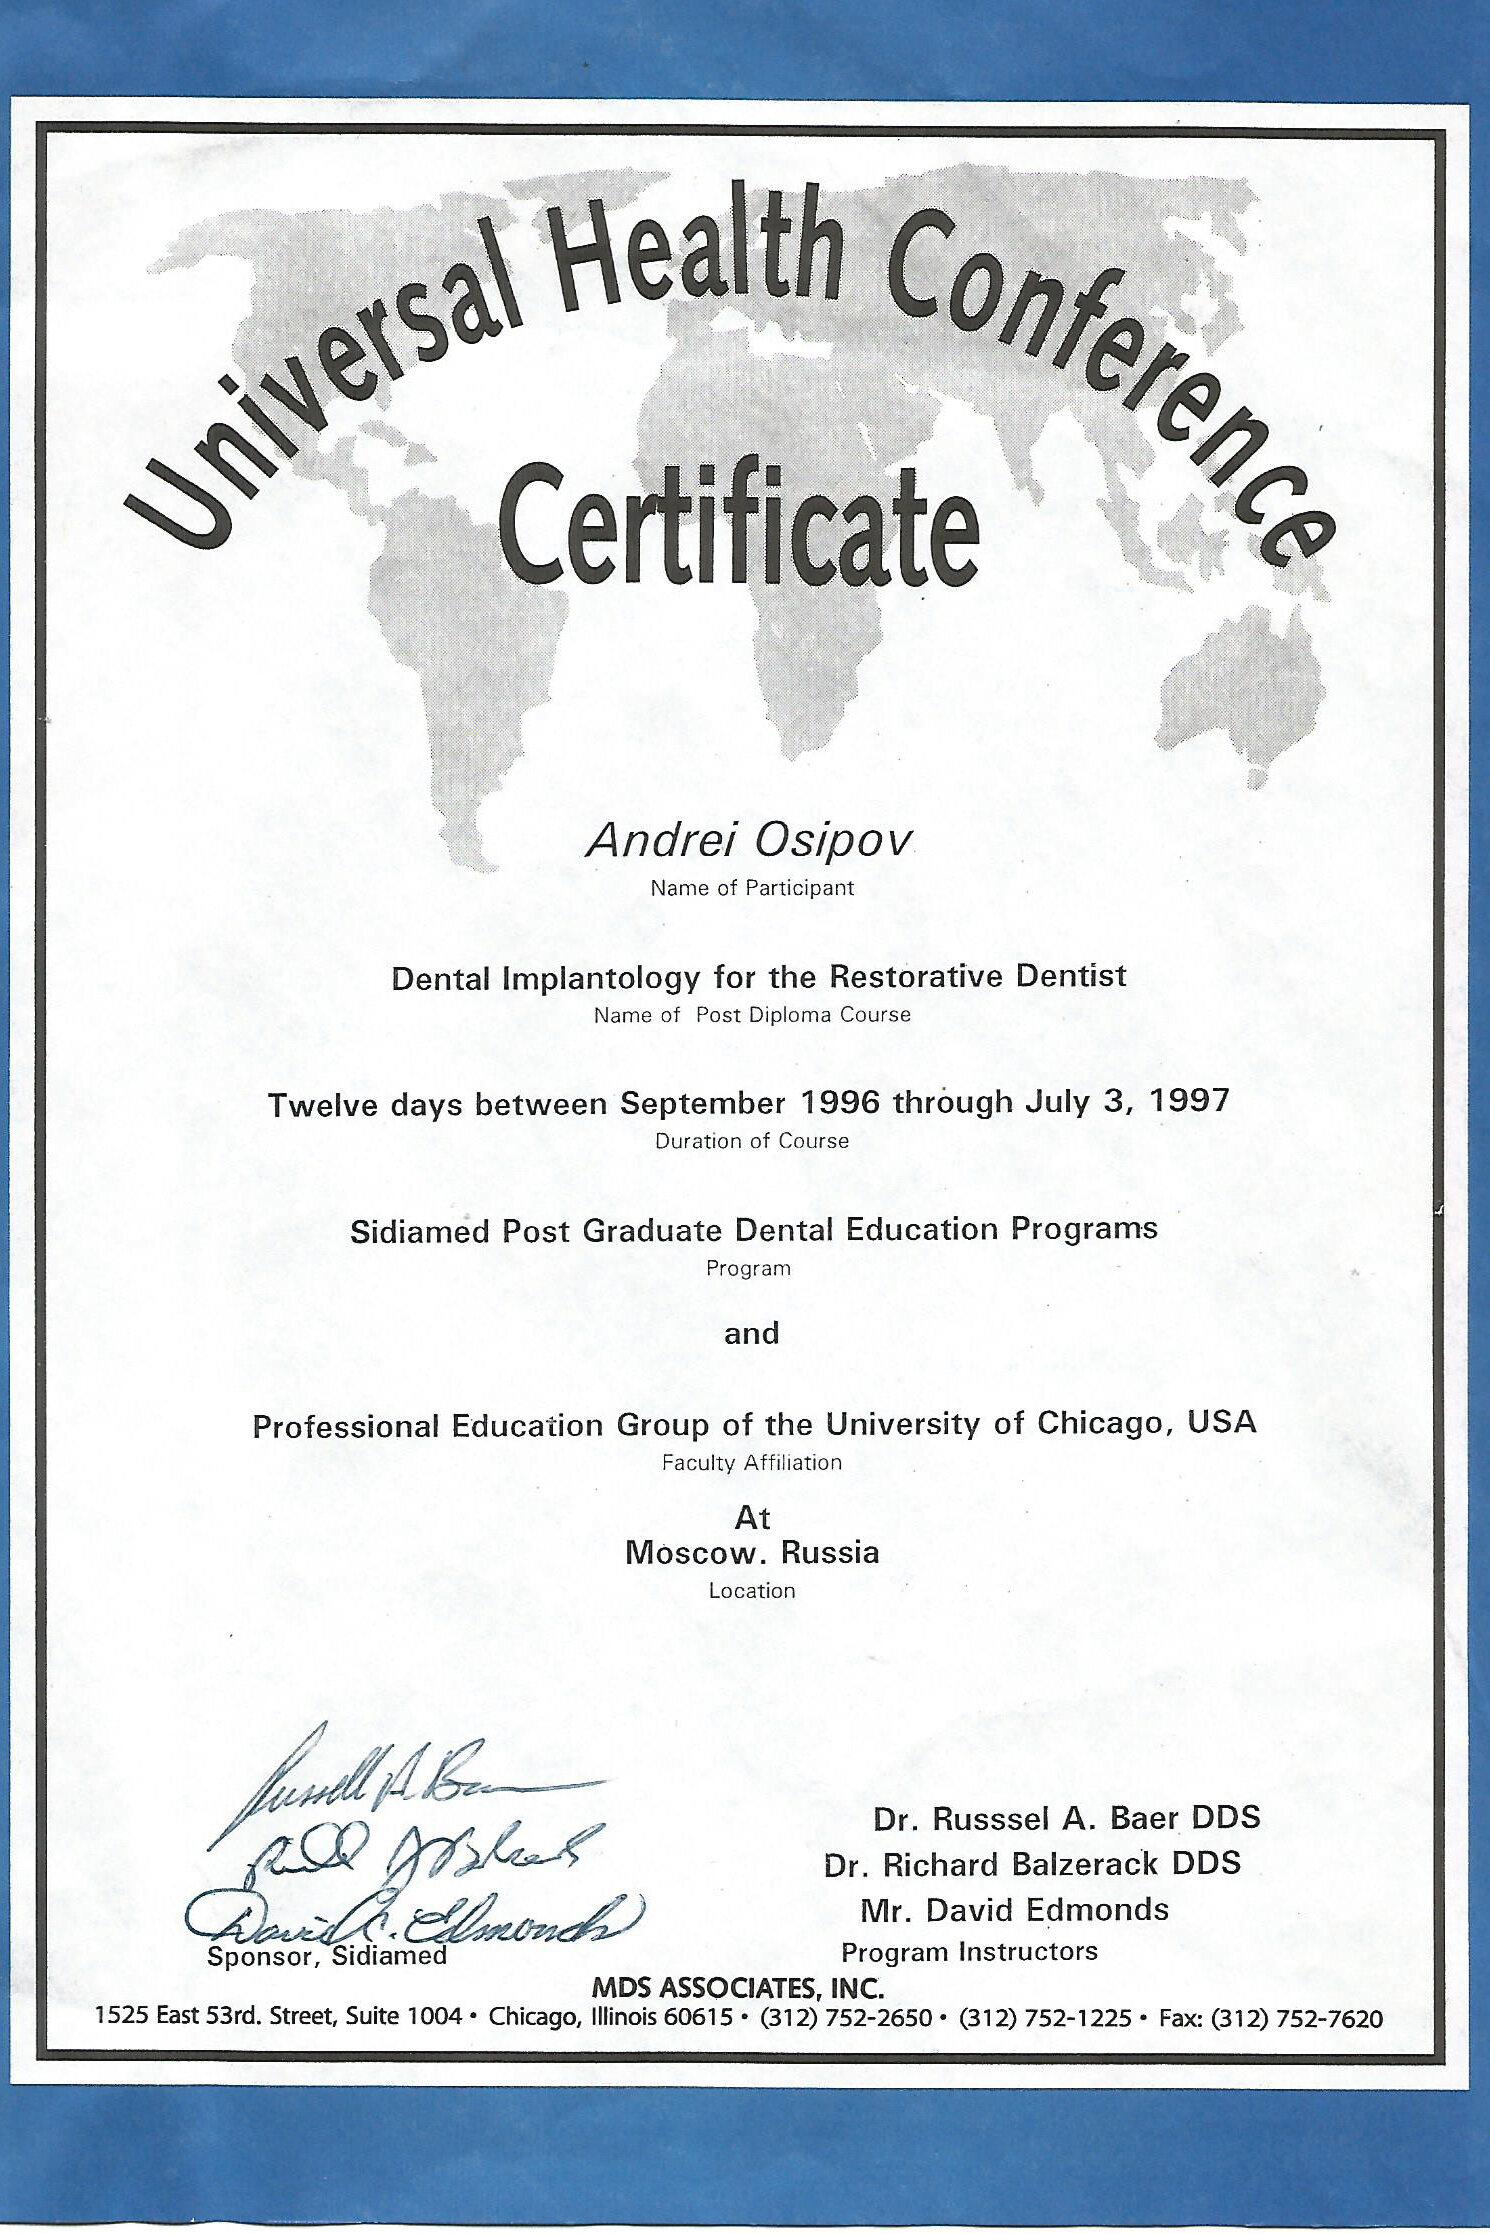 Universal Health Conference
Certificate
Andrei Osipov
Name of Participant
Dental Implantology for the Restorative Dentist
Name of Post Diploma Course
Twelve days between September 1996 through July 3, 1997
Duration of Course
Sidiamed Post Graduate Dental Education Programs
Program
and
Professional Education Group of the University of Chicago, USA
Faculty Affiliation
At
Moscow. Russia
Location
Russell A. Baer
David C. Edmonds
Sponsor, Sidiamed
Dr. Russsel A. Baer DDS
Dr. Richard Balzerack DDS
Mr. David Edmonds
Program Instructors
MDS ASSOCIATES, INC.
1525 East 53rd. Street, Suite 1004 • Chicago, Illinois 60615 • (312) 752-2650 • (312) 752-1225 • Fax: (312) 752-7620